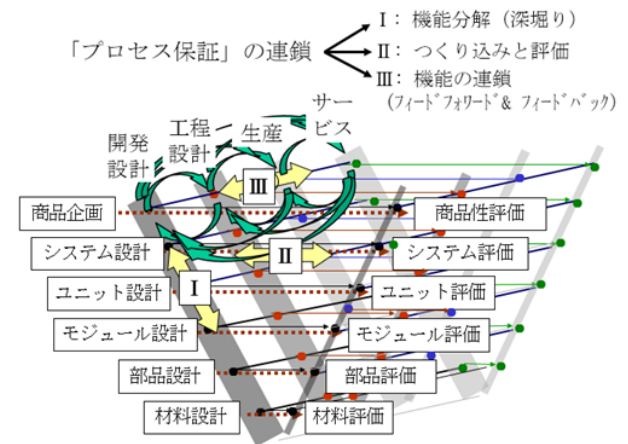 「プロセス保証」の連鎖
Ⅰ：機能分解（深堀り）
Ⅱ：つくり込みと評価
Ⅲ：機能の連鎖
（ﾌｨｰﾄﾞﾌｫﾜｰﾄﾞ& ﾌｨｰﾄﾞﾊﾞｯｸ）
開発
設計
工程
設計
生産
サー
ビス
Ⅲ
商品企画
商品性評価
システム設計
Ⅱ
システム評価
Ⅰ
ユニット設計
ユニット評価
モジュール設計
モジュール評価
部品設計
部品評価
材料設計
材料評価